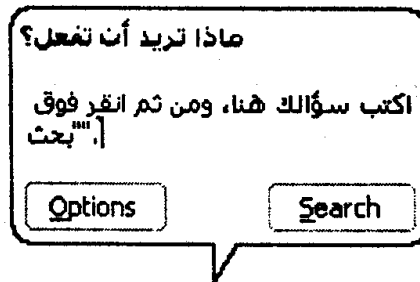 ماذا تريد أن تفعل؟
اكتب سؤالك هنا، ومن ثم انقر فوق
"بحث".
Options Search